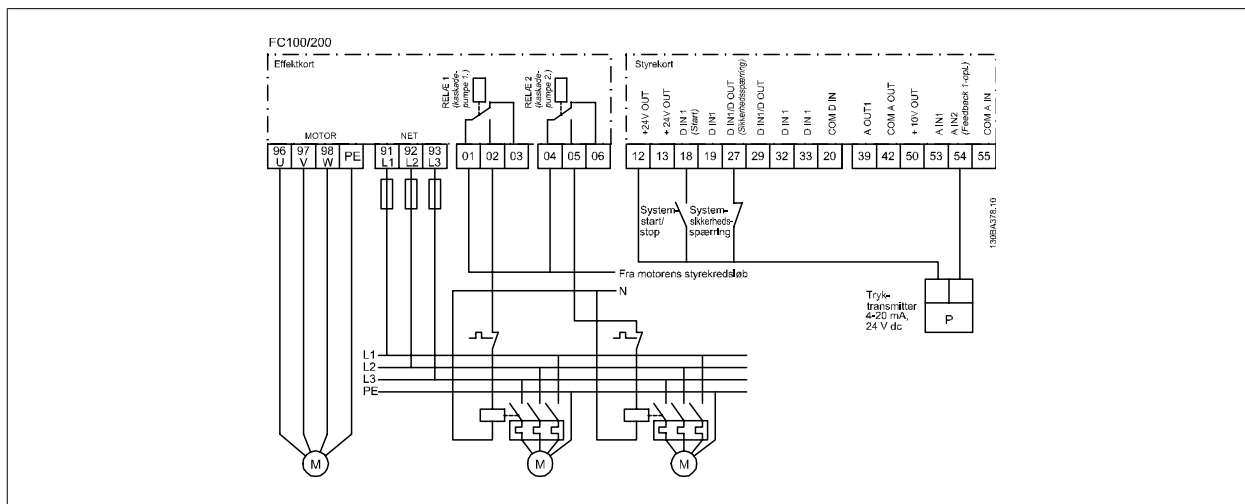 FC100/200
Effektkort
RELÆ 1
(kaskade-
pumpe 1.)
RELÆ 2
(kaskade-
pumpe 2.)
MOTOR
NET
96
U
97
V
98
W
PE
91
L1
92
L2
93
L3
01
02
03
04
05
06
Styrekort
+24V OUT
+ 24V OUT
D IN 1
(Start)
D IN1
D IN1/D OUT
(Sikkerhedsspærring)
D IN1/D OUT
D IN 1
D IN 1
COM D IN
A OUT1
COM A OUT
+ 10V OUT
A IN1
A IN2
(Feedback 1-opl.)
COM A IN
12
13
18
19
27
29
32
33
20
39
42
50
53
54
55
System-
start/
stop
System-
sikkerheds-
spærring
Fra motorens styrekredsløb
N
Tryk-
transmitter
4-20 mA,
24 V dc
P
L1
L2
L3
PE
M
M
M
130BA378.10